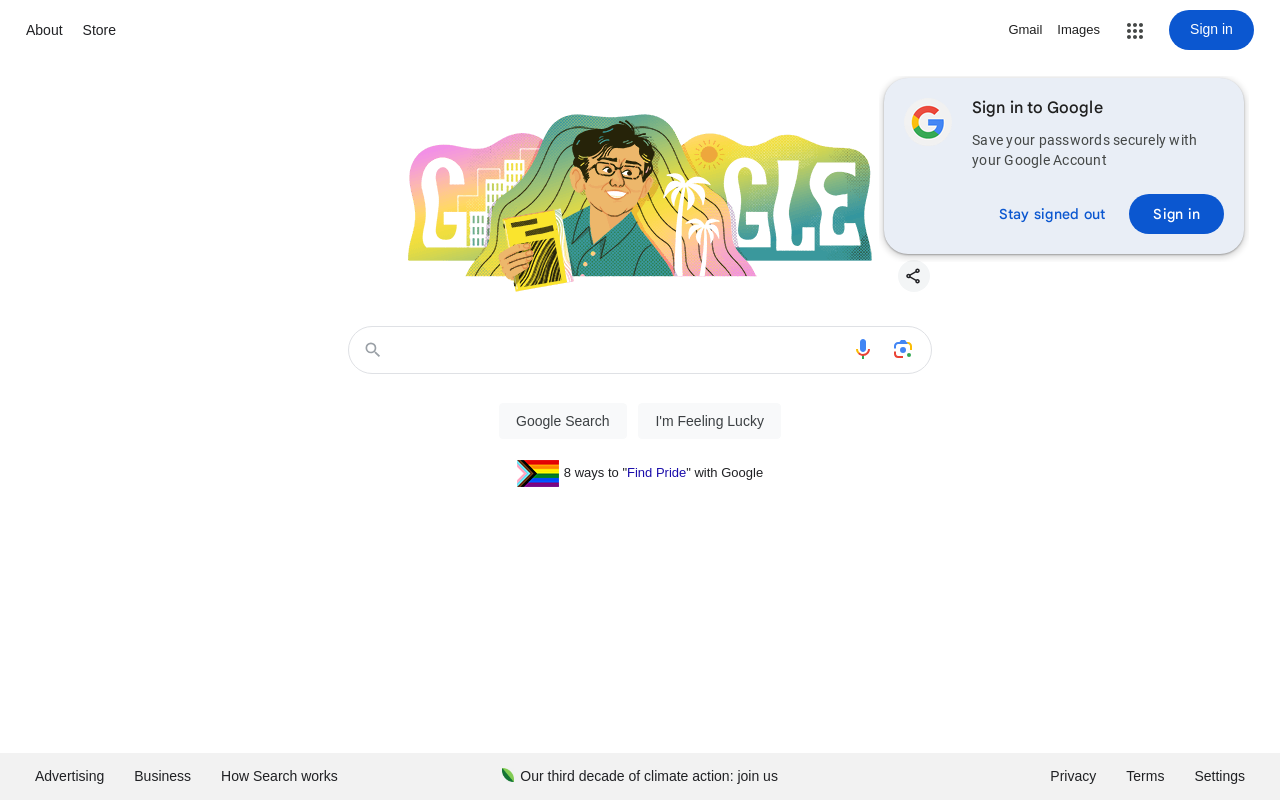 About
Store
Gmail
Images
Sign in
Sign in to Google
Save your passwords securely with
your Google Account
Stay signed out
Sign in
G GLE
Google Search
I'm Feeling Lucky
8 ways to "Find Pride" with Google
Advertising
Business
How Search works
Our third decade of climate action: join us
Privacy
Terms
Settings